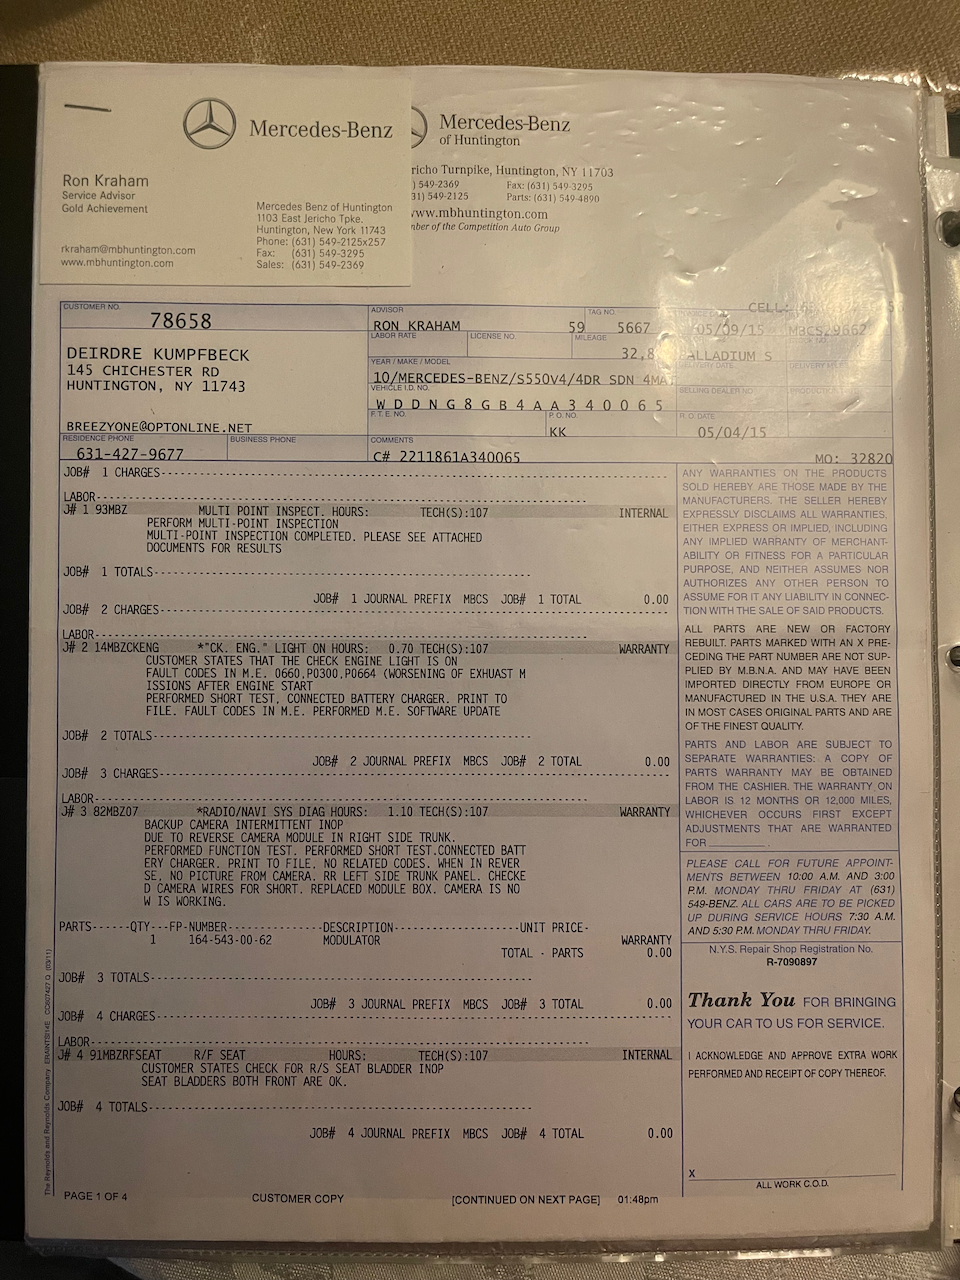 Mercedes-Benz
Ron Kraham
Service Advisor
Gold Achievement
rkraham@mbhuntington.com
www.mbhuntington.com
Mercedes Benz of Huntington
1103 East Jericho Tpke.
Huntington, New York 11743
Phone: (631) 549-2125x257
Fax: (631) 549-3295
Sales: (631) 549-2369
Mercedes-Benz
of Huntington
richo Turnpike, Huntington, NY 11703
) 549-2369 Fax: (631) 549-3295
31) 549-2125 Parts: (631) 549-4890
www.mbhuntington.com
ber of the Competition Auto Group
CELL:
CUSTOMER NO. 78658
ADVISOR RON KRAHAM 59
TAG NO. 5667
05/09/15
MBCS 9662
DEIRDRE KUMPFBECK
145 CHICHESTER RD
HUNTINGTON, NY 11743
LABOR RATE LICENSE NO. MILEAGE 32,8
PALLADIUM S
YEAR / MAKE / MODEL
10/MERCEDES-BENZ/S550V4/4DR SDN 4MA
DELIVERY DATE
VEHICLE I.D. NO.
W D D N G 8 G B 4 A A 3 4 0 0 6 5
SELLING DEALER NO.
BREEZYONE@OPTONLINE.NET
F.T.E. NO. P.O. NO. KK
R.O. DATE 05/04/15
RESIDENCE PHONE 631-427-9677
BUSINESS PHONE
COMMENTS
C# 2211861A340065
MO: 32820
JOB# 1 CHARGES
LABOR
J# 1 93MBZ MULTI POINT INSPECT. HOURS: TECH(S):107 INTERNAL
PERFORM MULTI-POINT INSPECTION
MULTI-POINT INSPECTION COMPLETED. PLEASE SEE ATTACHED
DOCUMENTS FOR RESULTS
JOB# 1 TOTALS
JOB# 1 JOURNAL PREFIX MBCS JOB# 1 TOTAL 0.00
JOB# 2 CHARGES
LABOR
J# 2 14MBZCKENG *"CK. ENG." LIGHT ON HOURS: 0.70 TECH(S):107 WARRANTY
CUSTOMER STATES THAT THE CHECK ENGINE LIGHT IS ON
FAULT CODES IN M.E. 0660,P0300,P0664 (WORSENING OF EXHUAST M
ISSIONS AFTER ENGINE START
PERFORMED SHORT TEST, CONNECTED BATTERY CHARGER. PRINT TO
FILE. FAULT CODES IN M.E. PERFORMED M.E. SOFTWARE UPDATE
JOB# 2 TOTALS
JOB# 2 JOURNAL PREFIX MBCS JOB# 2 TOTAL 0.00
JOB# 3 CHARGES
LABOR
J# 3 82MBZ07 *RADIO/NAVI SYS DIAG HOURS: 1.10 TECH(S):107 WARRANTY
BACKUP CAMERA INTERMITTENT INOP
DUE TO REVERSE CAMERA MODULE IN RIGHT SIDE TRUNK.
PERFORMED FUNCTION TEST. PERFORMED SHORT TEST.CONNECTED BATT
ERY CHARGER. PRINT TO FILE. NO RELATED CODES. WHEN IN REVER
SE, NO PICTURE FROM CAMERA. RR LEFT SIDE TRUNK PANEL. CHECKE
D CAMERA WIRES FOR SHORT. REPLACED MODULE BOX. CAMERA IS NO
W IS WORKING.
PARTS------QTY---FP-NUMBER---------------DESCRIPTION--------------------UNIT PRICE-
1 164-543-00-62 MODULATOR WARRANTY
TOTAL - PARTS 0.00
JOB# 3 TOTALS
JOB# 3 JOURNAL PREFIX MBCS JOB# 3 TOTAL 0.00
JOB# 4 CHARGES
LABOR
J# 4 91MBZRFSEAT R/F SEAT HOURS: TECH(S):107 INTERNAL
CUSTOMER STATES CHECK FOR R/S SEAT BLADDER INOP
SEAT BLADDERS BOTH FRONT ARE OK.
JOB# 4 TOTALS
JOB# 4 JOURNAL PREFIX MBCS JOB# 4 TOTAL 0.00
PAGE 1 OF 4 CUSTOMER COPY [CONTINUED ON NEXT PAGE] 01:48pm
ANY WARRANTIES ON THE PRODUCTS
SOLD HEREBY ARE THOSE MADE BY THE
MANUFACTURERS. THE SELLER HEREBY
EXPRESSLY DISCLAIMS ALL WARRANTIES,
EITHER EXPRESS OR IMPLIED, INCLUDING
ANY IMPLIED WARRANTY OF MERCHANT-
ABILITY OR FITNESS FOR A PARTICULAR
PURPOSE, AND NEITHER ASSUMES NOR
AUTHORIZES ANY OTHER PERSON TO
ASSUME FOR IT ANY LIABILITY IN CONNEC-
TION WITH THE SALE OF SAID PRODUCTS.
ALL PARTS ARE NEW OR FACTORY
REBUILT. PARTS MARKED WITH AN X PRE-
CEDING THE PART NUMBER ARE NOT SUP-
PLIED BY M.B.N.A. AND MAY HAVE BEEN
IMPORTED DIRECTLY FROM EUROPE OR
MANUFACTURED IN THE U.S.A. THEY ARE
IN MOST CASES ORIGINAL PARTS AND ARE
OF THE FINEST QUALITY.
PARTS AND LABOR ARE SUBJECT TO
SEPARATE WARRANTIES: A COPY OF
PARTS WARRANTY MAY BE OBTAINED
FROM THE CASHIER. THE WARRANTY ON
LABOR IS 12 MONTHS OR 12,000 MILES,
WHICHEVER OCCURS FIRST EXCEPT
ADJUSTMENTS THAT ARE WARRANTED
FOR
PLEASE CALL FOR FUTURE APPOINT-
MENTS BETWEEN 10:00 A.M. AND 3:00
P.M. MONDAY THRU FRIDAY AT (631)
549-BENZ. ALL CARS ARE TO BE PICKED
UP DURING SERVICE HOURS 7:30 A.M.
AND 5:30 P.M. MONDAY THRU FRIDAY.
N.Y.S. Repair Shop Registration No.
R-7090897
Thank You FOR BRINGING
YOUR CAR TO US FOR SERVICE.
I ACKNOWLEDGE AND APPROVE EXTRA WORK
PERFORMED AND RECEIPT OF COPY THEREOF.
X
ALL WORK C.O.D.
The Reynolds and Reynolds Company